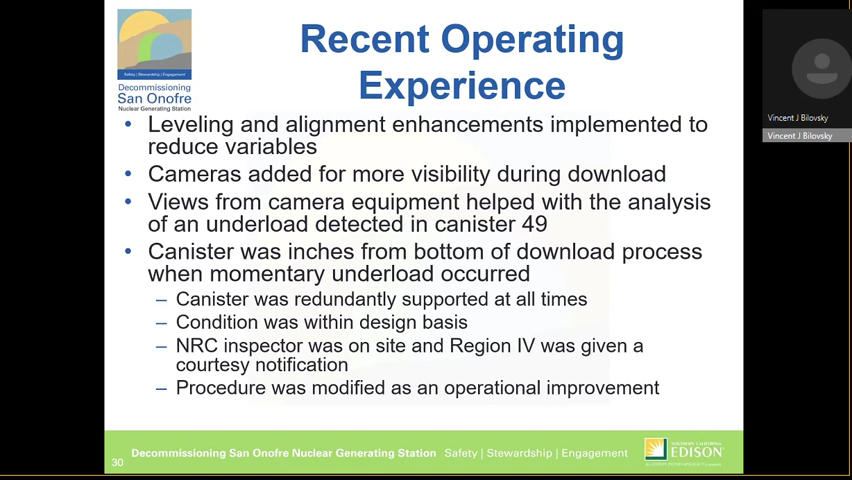 Recent Operating
Experience
Safety | Stewardship | Engagement
Decommissioning
San Onofre
Nuclear Generating Station
• Leveling and alignment enhancements implemented to
reduce variables
• Cameras added for more visibility during download
• Views from camera equipment helped with the analysis
of an underload detected in canister 49
• Canister was inches from bottom of download process
when momentary underload occurred
– Canister was redundantly supported at all times
– Condition was within design basis
– NRC inspector was on site and Region IV was given a
courtesy notification
– Procedure was modified as an operational improvement
30
Decommissioning San Onofre Nuclear Generating Station Safety | Stewardship | Engagement
SOUTHERN CALIFORNIA
EDISON
Vincent J Bilovsky
Vincent J Bilovsky